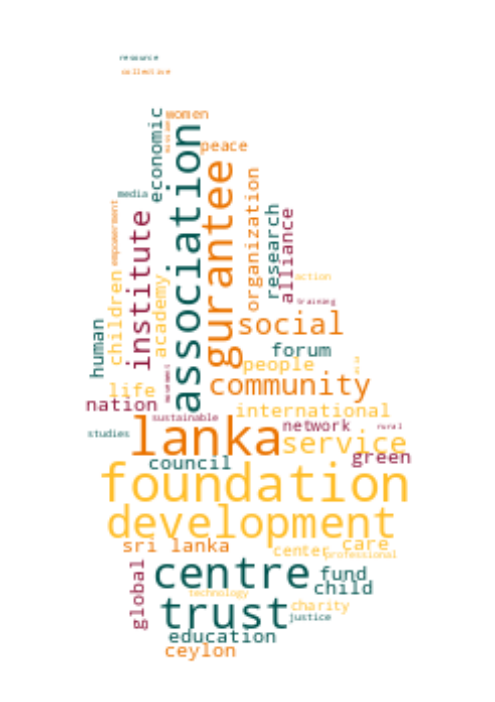 resource
collective
women
economic
association
peace
gurantee
media
organization
empowerment
institute
research
alliance
children
academy
action
training
social
human
forum
people
community
life
nation
international
sustainable
network
rural
studies
lanka
service
council
green
foundation
development
sri lanka
center
care
professional
centre
fund
child
global
technology
trust
charity
justice
education
ceylon